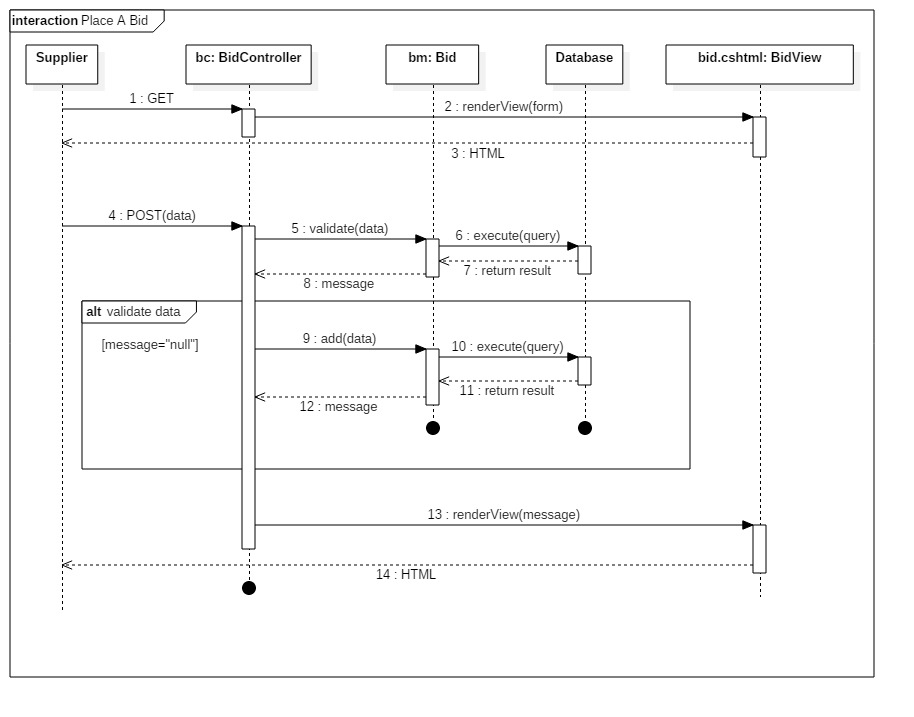 interaction Place A Bid
Supplier
bc: BidController
bm: Bid
Database
bid.cshtml: BidView
1 : GET
2 : renderView(form)
3 : HTML
4 : POST(data)
5 : validate(data)
6 : execute(query)
7 : return result
8 : message
alt validate data
[message="null"]
9 : add(data)
10 : execute(query)
11 : return result
12 : message
13 : renderView(message)
14 : HTML